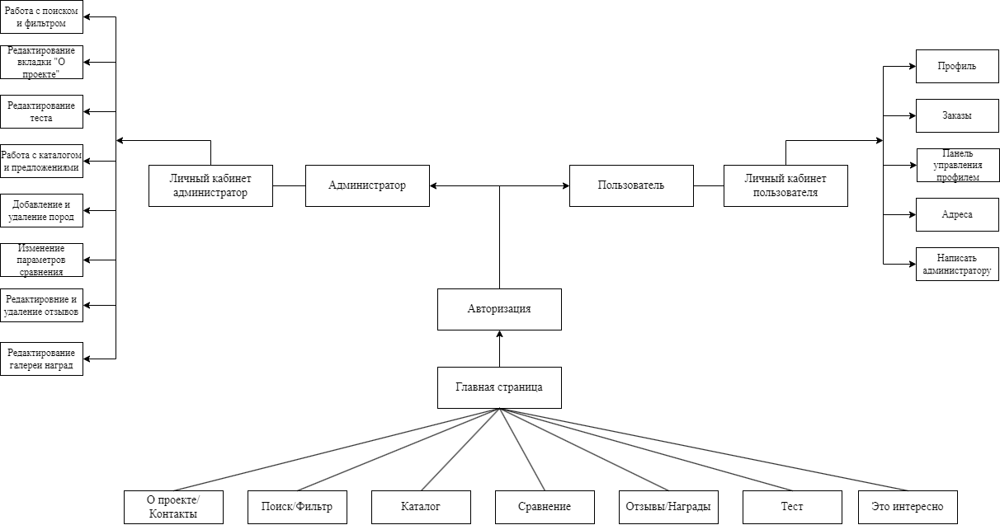 Работа с поиском
и фильтром
Редактирование
вкладки "О
проекте"
Редактирование
теста
Работа с каталогом
и предложениями
Добавление и
удаление пород
Изменение
параметров
сравнения
Редактировние и
удаление отзывов
Редактирование
галереи наград
Личный кабинет
администратор
Администратор
Пользователь
Личный кабинет
пользователя
Профиль
Заказы
Панель
управления
профилем
Адреса
Написать
администратору
Авторизация
Главная страница
О проекте/
Контакты
Поиск/Фильтр
Каталог
Сравнение
Отзывы/Награды
Тест
Это интересно